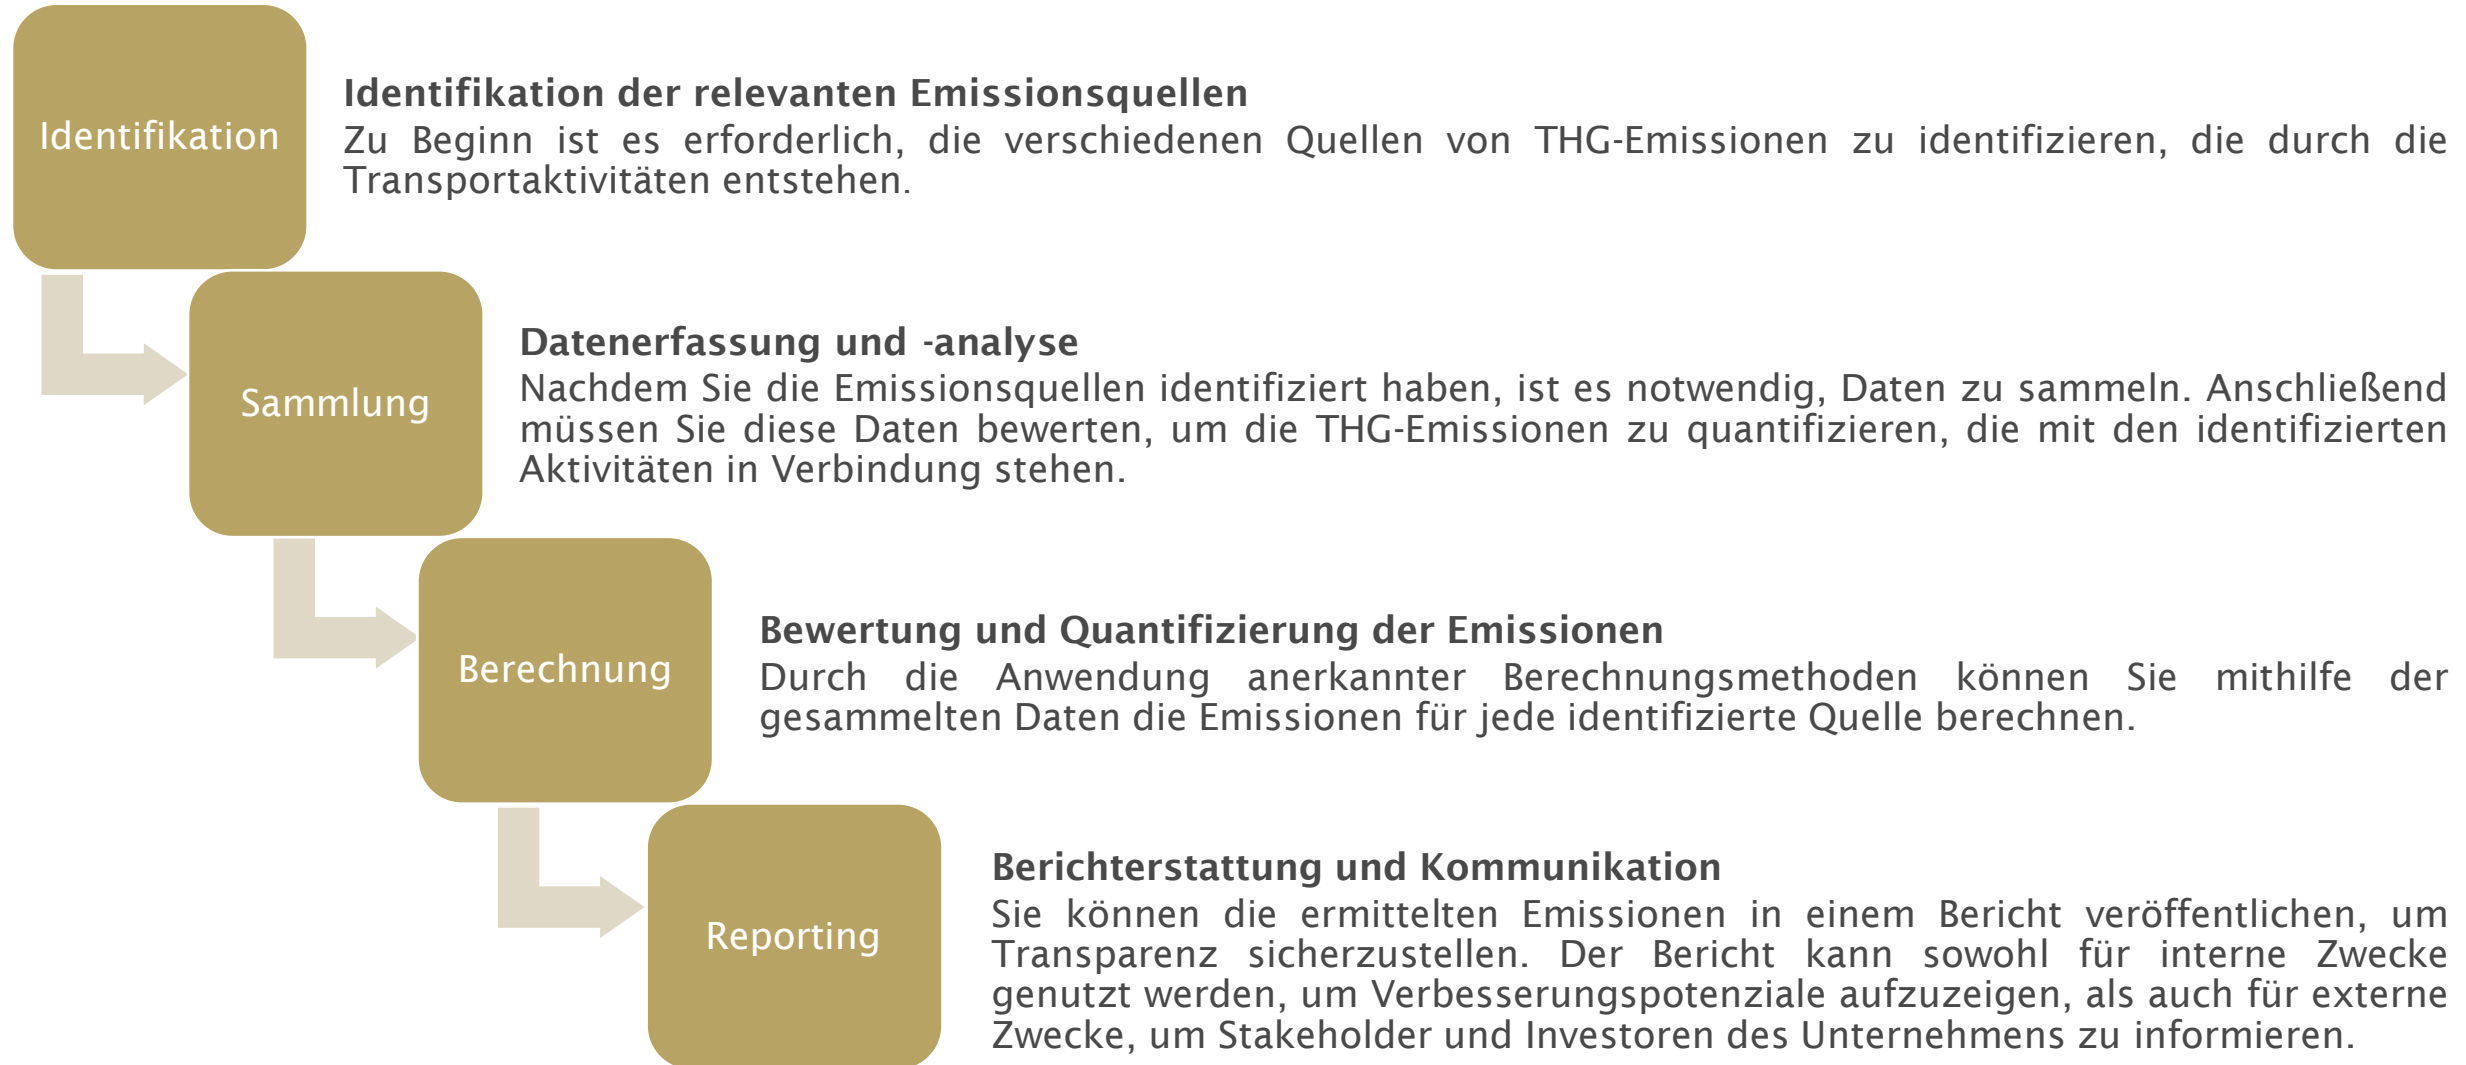 Identifikation
Identifikation der relevanten Emissionsquellen
Zu Beginn ist es erforderlich, die verschiedenen Quellen von THG-Emissionen zu identifizieren, die durch die
Transportaktivitäten entstehen.
Sammlung
Datenerfassung und -analyse
Nachdem Sie die Emissionsquellen identifiziert haben, ist es notwendig, Daten zu sammeln. Anschließend
müssen Sie diese Daten bewerten, um die THG-Emissionen zu quantifizieren, die mit den identifizierten
Aktivitäten in Verbindung stehen.
Berechnung
Bewertung und Quantifizierung der Emissionen
Durch die Anwendung anerkannter Berechnungsmethoden können Sie mithilfe der
gesammelten Daten die Emissionen für jede identifizierte Quelle berechnen.
Reporting
Berichterstattung und Kommunikation
Sie können die ermittelten Emissionen in einem Bericht veröffentlichen, um
Transparenz sicherzustellen. Der Bericht kann sowohl für interne Zwecke
genutzt werden, um Verbesserungspotenziale aufzuzeigen, als auch für externe
Zwecke, um Stakeholder und Investoren des Unternehmens zu informieren.